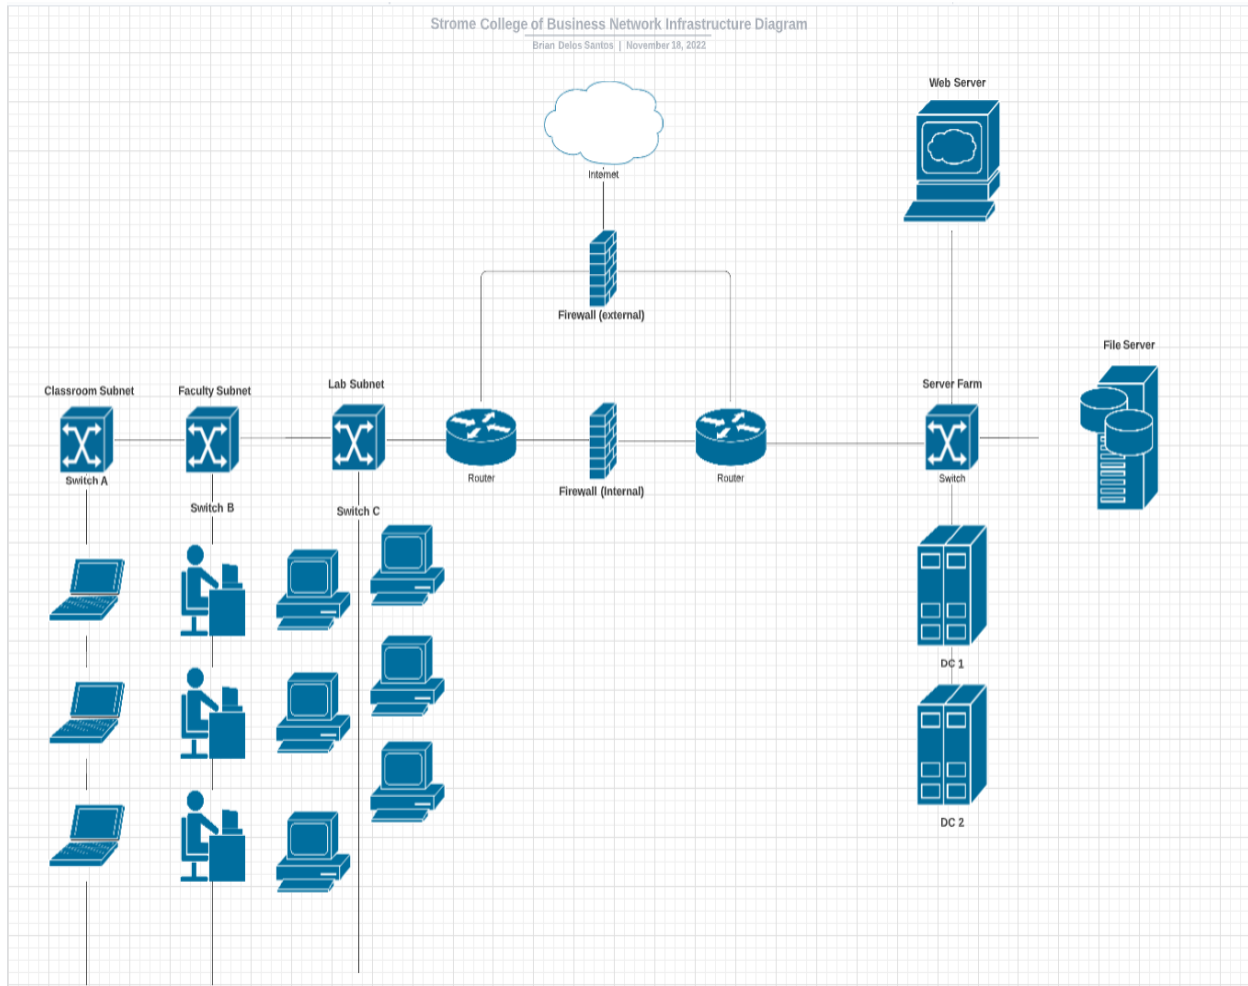 Strome College of Business Network Infrastructure Diagram
Brian Delos Santos | November 18, 2022
Web Server
Internet
Firewall (external)
File Server
Classroom Subnet
Faculty Subnet
Lab Subnet
Server Farm
Switch A
Router
Firewall (Internal)
Router
Switch
Switch B
Switch C
DC 1
DC 2